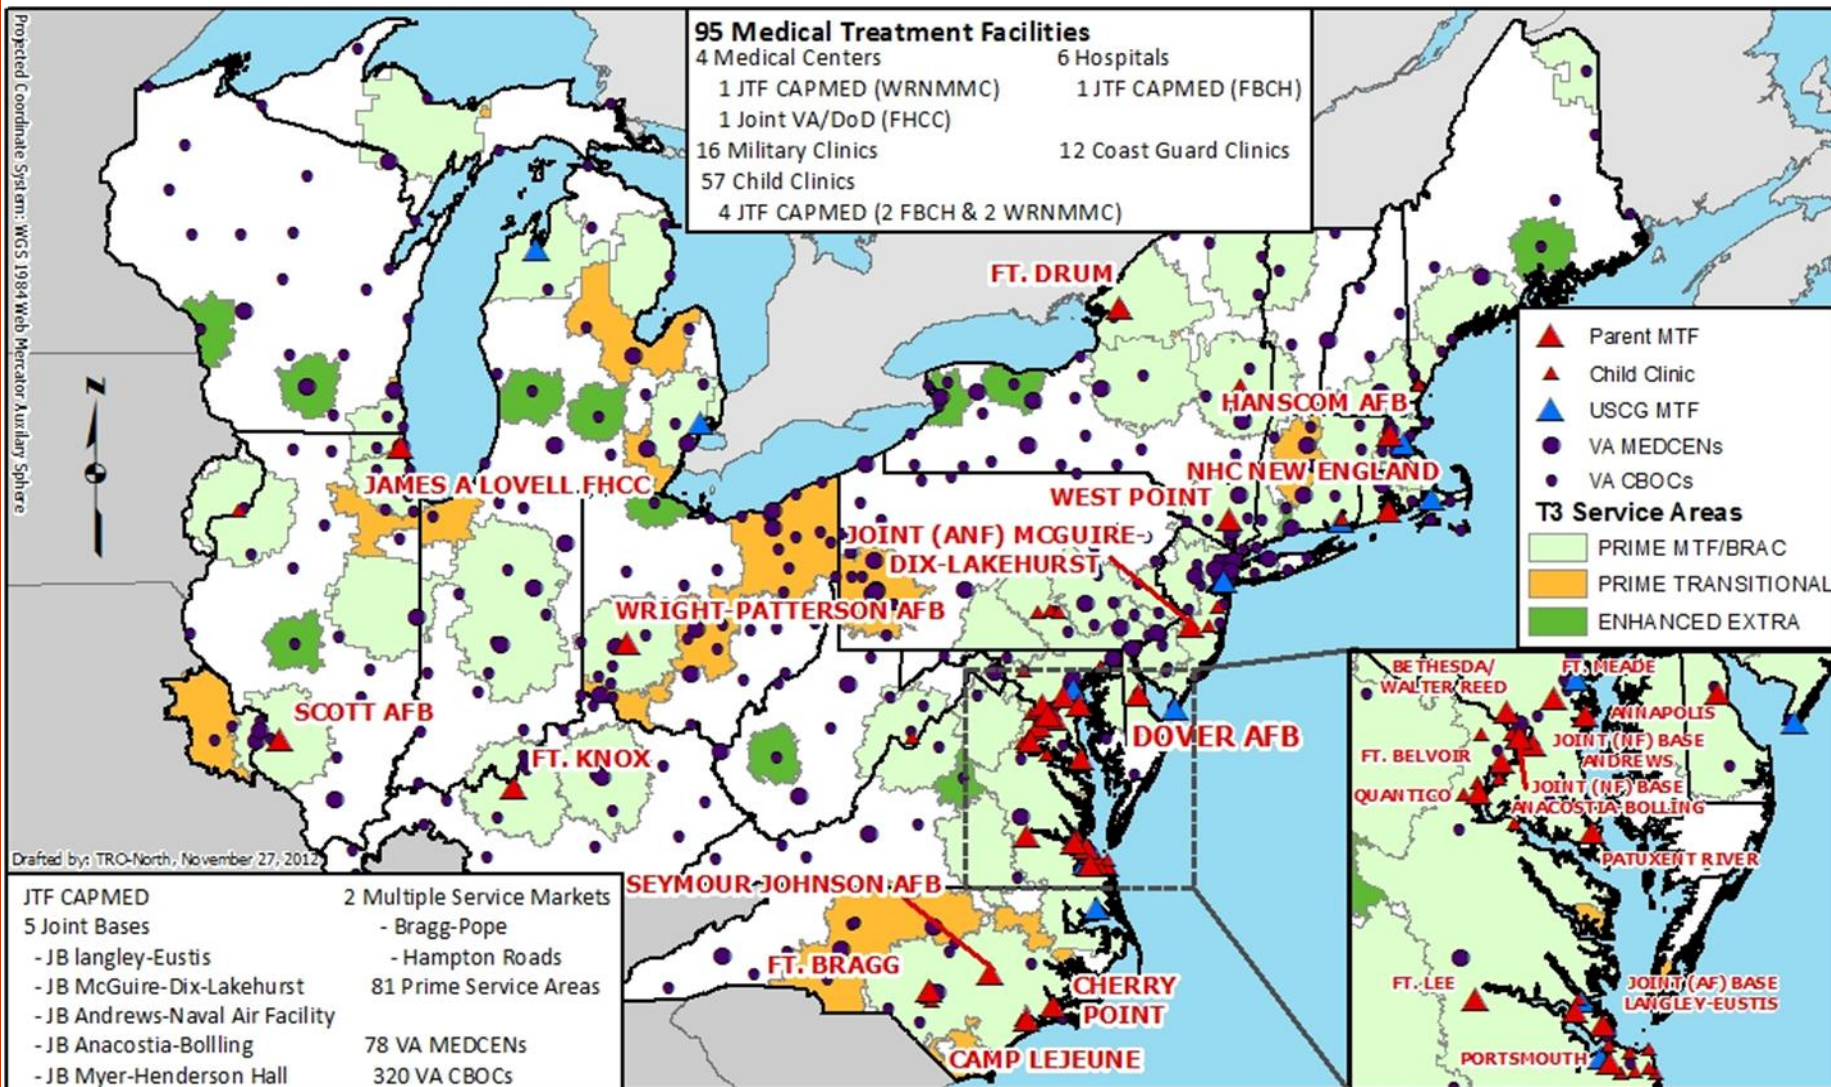 Projected Coordinate System: WGS 1984 Web Mercator Auxilary Sphere
95 Medical Treatment Facilities
4 Medical Centers
6 Hospitals
1 JTF CAPMED (WRNMMC)
1 JTF CAPMED (FBCH)
1 Joint VA/DoD (FHCC)
16 Military Clinics
12 Coast Guard Clinics
57 Child Clinics
4 JTF CAPMED (2 FBCH & 2 WRNMMC)
FT. DRUM
HANSCOM AFB
NHC NEW ENGLAND
JAMES A LOVELL FHCC
WEST POINT
JOINT (ANF) MCGUIRE-
DIX-LAKEHURST
WRIGHT-PATTERSON AFB
SCOTT AFB
DOVER AFB
FT. KNOX
SEYMOUR JOHNSON AFB
FT. BRAGG
CHERRY
POINT
CAMP LEJEUNE
Z
Parent MTF
Child Clinic
USCG MTF
VA MEDCENs
VA CBOCs
T3 Service Areas
PRIME MTF/BRAC
PRIME TRANSITIONAL
ENHANCED EXTRA
BETHESDA/
WALTER REED
FT. MEADE
ANNAPOLIS
JOINT (NF) BASE
ANDREWS
FT. BELVOIR
JOINT (NF) BASE
ANACOSTIA-BOLLING
QUANTICO
PATUXENT RIVER
FT. LEE
JOINT (AF) BASE
LANGLEY-EUSTIS
PORTSMOUTH
Drafted by: TRO-North, November 27, 2012
JTF CAPMED
5 Joint Bases
- JB langley-Eustis
- JB McGuire-Dix-Lakehurst
- JB Andrews-Naval Air Facility
- JB Anacostia-Bollling
- JB Myer-Henderson Hall
2 Multiple Service Markets
- Bragg-Pope
- Hampton Roads
81 Prime Service Areas
78 VA MEDCENs
320 VA CBOCs